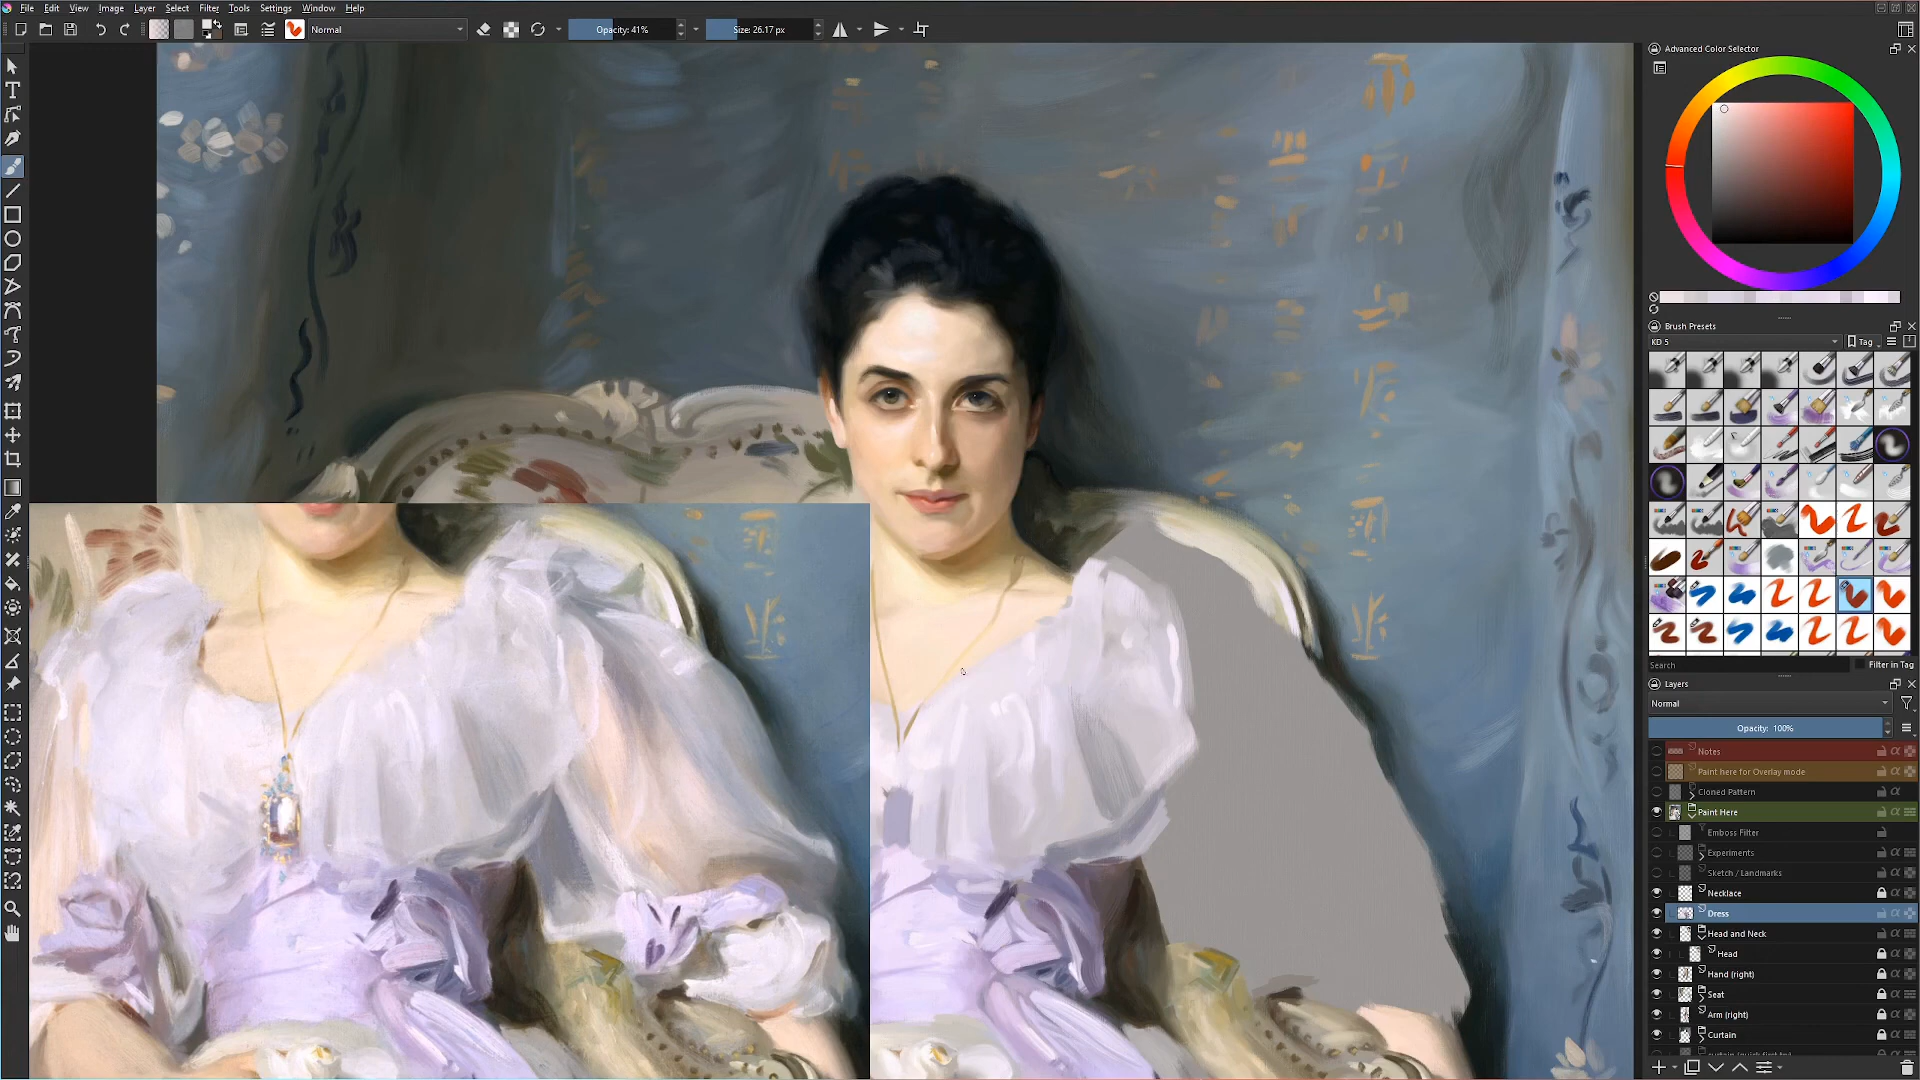 File Edit View Image Layer Select Filter Tools Settings Window Help
Normal Opacity: 41% Size: 26.17 px
Advanced Color Selector
Brush Presets
KD 5 Tag
Search Filter in Tag
Layers
Normal
Opacity: 100%
Notes
Paint here for Overlay mode
Cloned Pattern
Paint Here
Emboss Filter
Experiments
Sketch / Landmarks
Necklace
Dress
Head and Neck
Head
Hand (right)
Seat
Arm (right)
Curtain